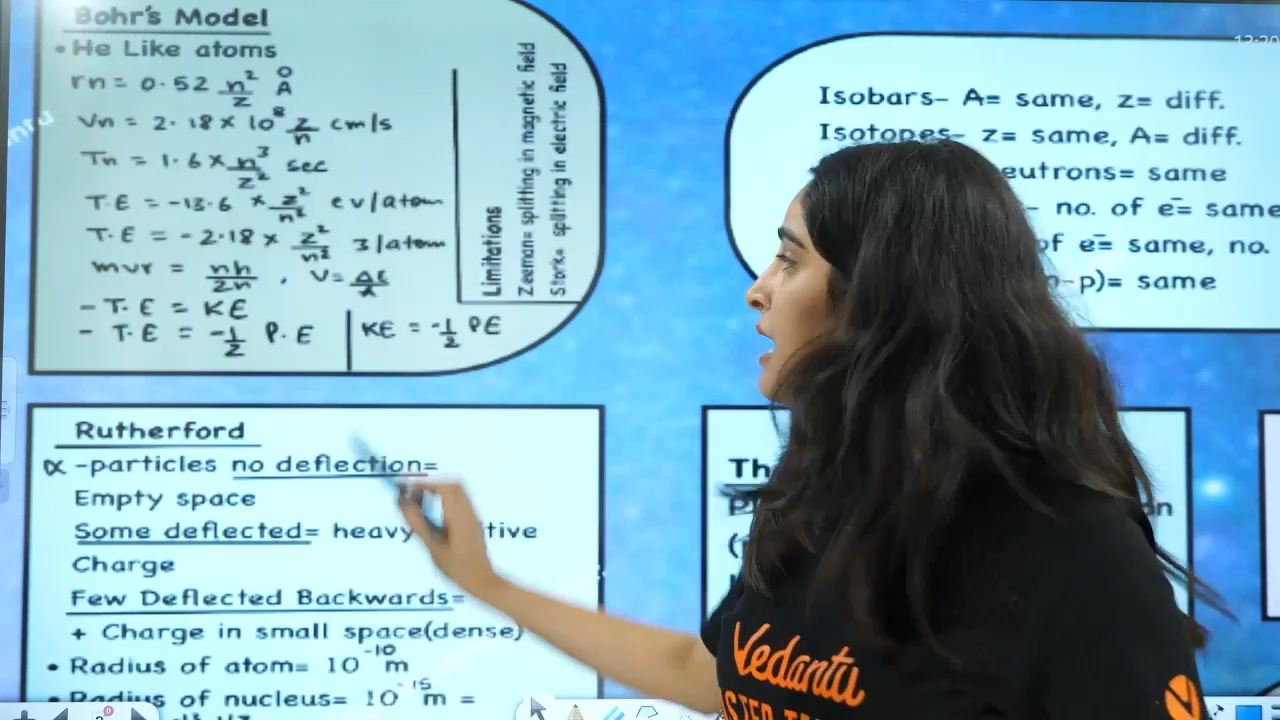 Bohr's Model
• He Like atoms
rn = 0.52 n²/z Å
Vn = 2.18 × 10⁸ z/n cm/s
Tn = 1.6 × n³/z² sec
T.E = -13.6 × z²/n² ev/atom
T.E = -2.18 × z²/n² J/atom
mvr = nh/2π , V = ΔE/h
- T.E = KE
- T.E = -1/2 P.E
KE = -1/2 PE
Limitations
Zeeman= splitting in magnetic field
Stark= splitting in electric field
Rutherford
α -particles no deflection=
Empty space
Some deflected= heavy
Charge
Few Deflected Backwards=
+ Charge in small space(dense)
• Radius of atom= 10⁻¹⁰m
• Radius of nucleus= 10⁻¹⁵m =
Isobars- A= same, z= diff.
Isotopes- z= same, A= diff.
eutrons= same
- no. of e̅= same
of e̅= same, no.
-p)= same
Th
Vedantu
12:20